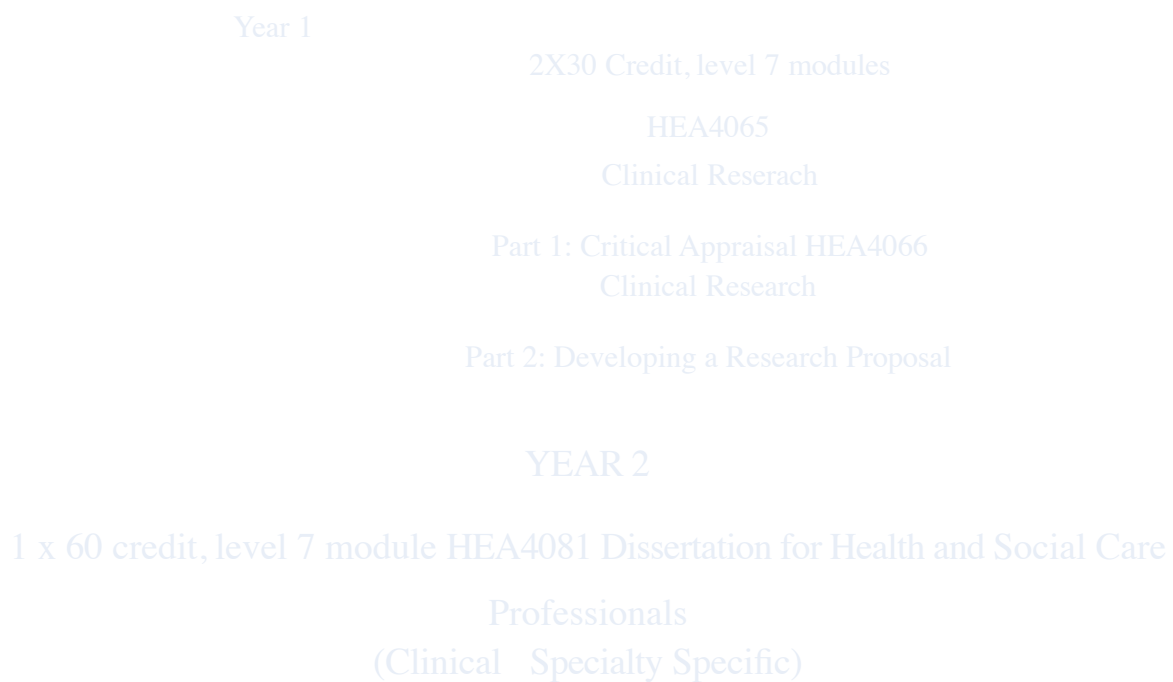 Year 1
2X30 Credit, level 7 modules
HEA4065
Clinical Reserach
Part 1: Critical Appraisal HEA4066
Clinical Research
Part 2: Developing a Research Proposal
YEAR 2
1 x 60 credit, level 7 module HEA4081 Dissertation for Health and Social Care
Professionals
(Clinical Specialty Specific)